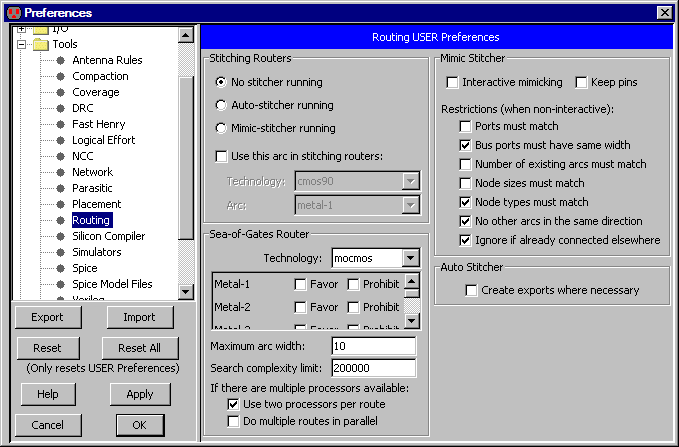 Preferences
I/O
Tools
Antenna Rules
Compaction
Coverage
DRC
Fast Henry
Logical Effort
NCC
Network
Parasitic
Placement
Routing
Silicon Compiler
Simulators
Spice
Spice Model Files
Verilog
Export Import
Reset Reset All
(Only resets USER Preferences)
Help Apply
Cancel OK
Routing USER Preferences
Stitching Routers
No stitcher running
Auto-stitcher running
Mimic-stitcher running
Use this arc in stitching routers:
Technology: cmos90
Arc: metal-1
Sea-of-Gates Router
Technology: mocmos
Metal-1 Favor Prohibit
Metal-2 Favor Prohibit
Metal-3 Favor Prohibit
Maximum arc width: 10
Search complexity limit: 200000
If there are multiple processors available:
Use two processors per route
Do multiple routes in parallel
Mimic Stitcher
Interactive mimicking Keep pins
Restrictions (when non-interactive):
Ports must match
Bus ports must have same width
Number of existing arcs must match
Node sizes must match
Node types must match
No other arcs in the same direction
Ignore if already connected elsewhere
Auto Stitcher
Create exports where necessary